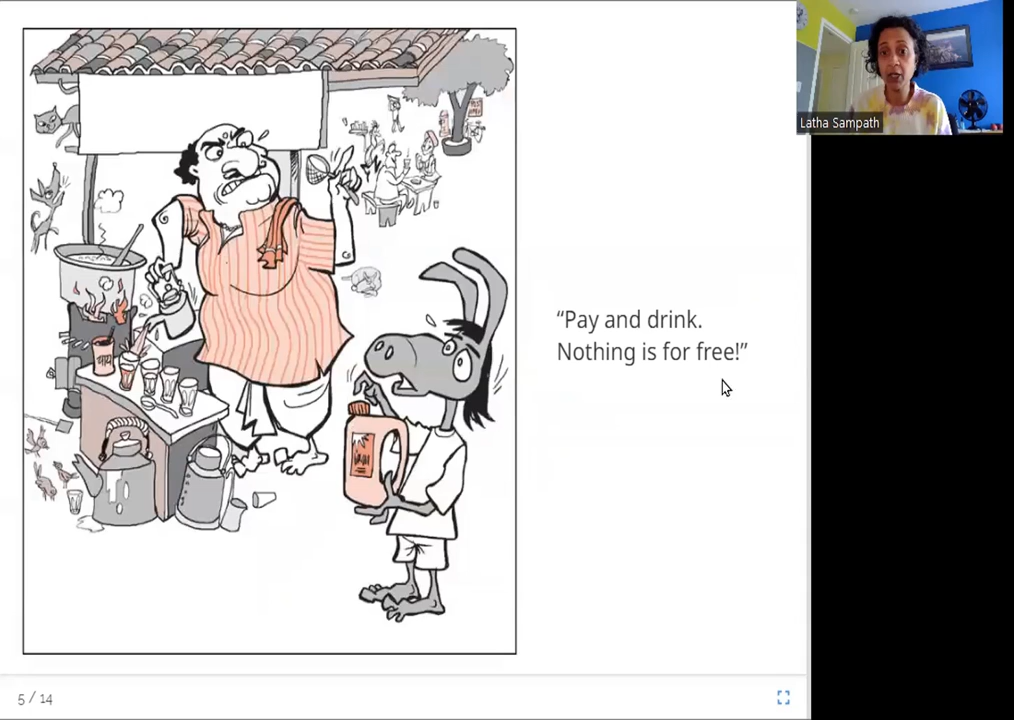 Latha Sampath
“Pay and drink.
Nothing is for free!”
5 / 14